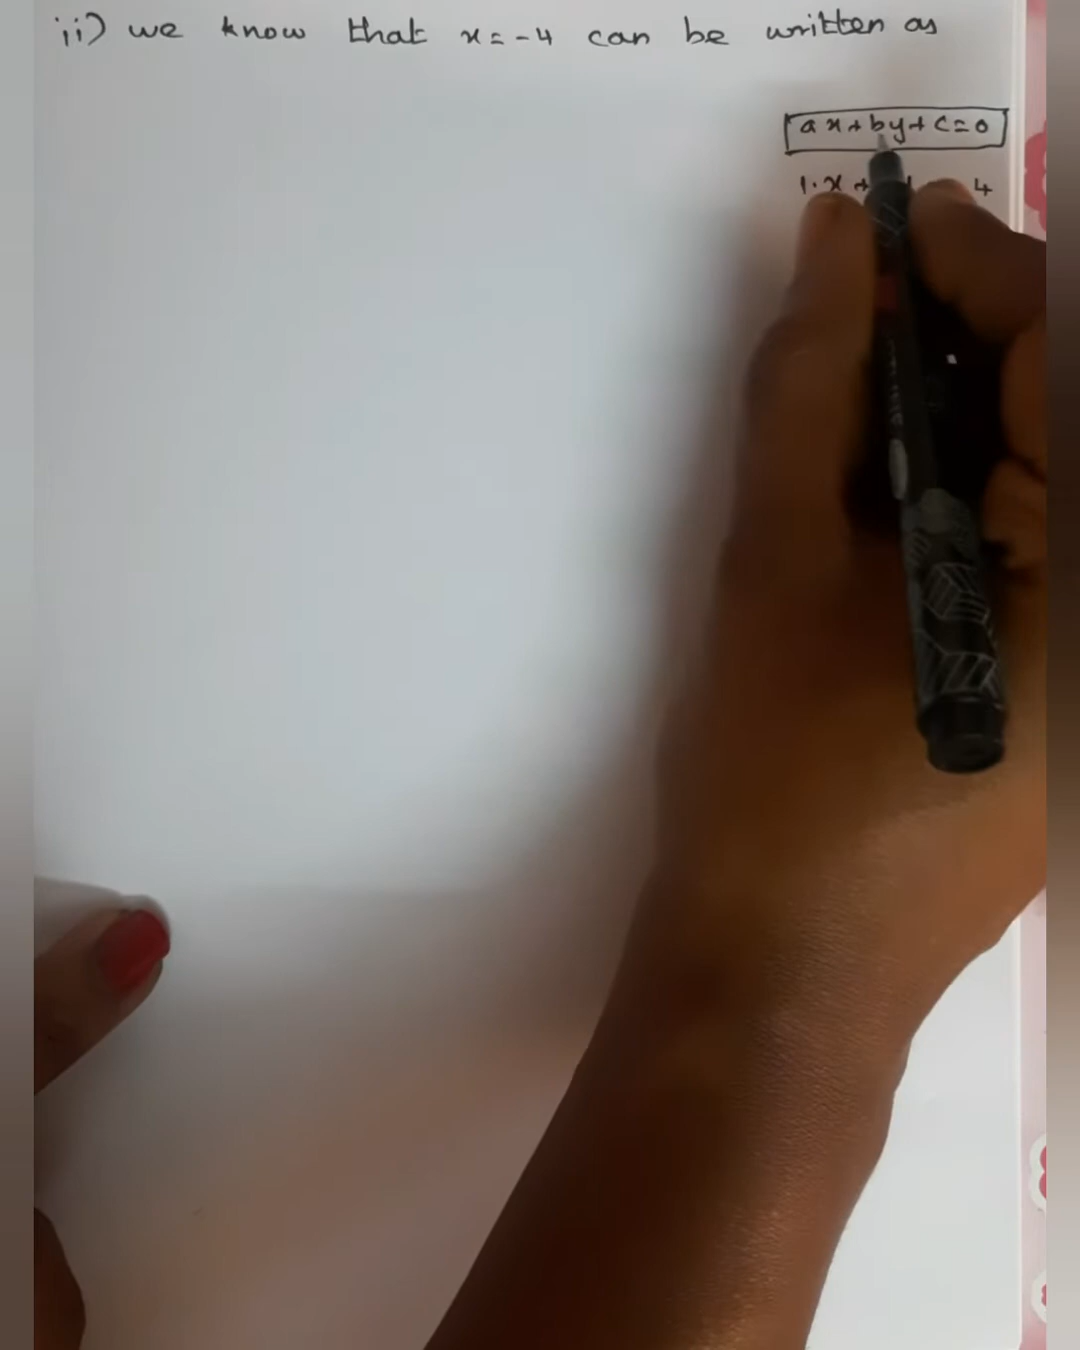 ii) we know that x = -4 can be written as
ax + by + c = 0
1.x + 4